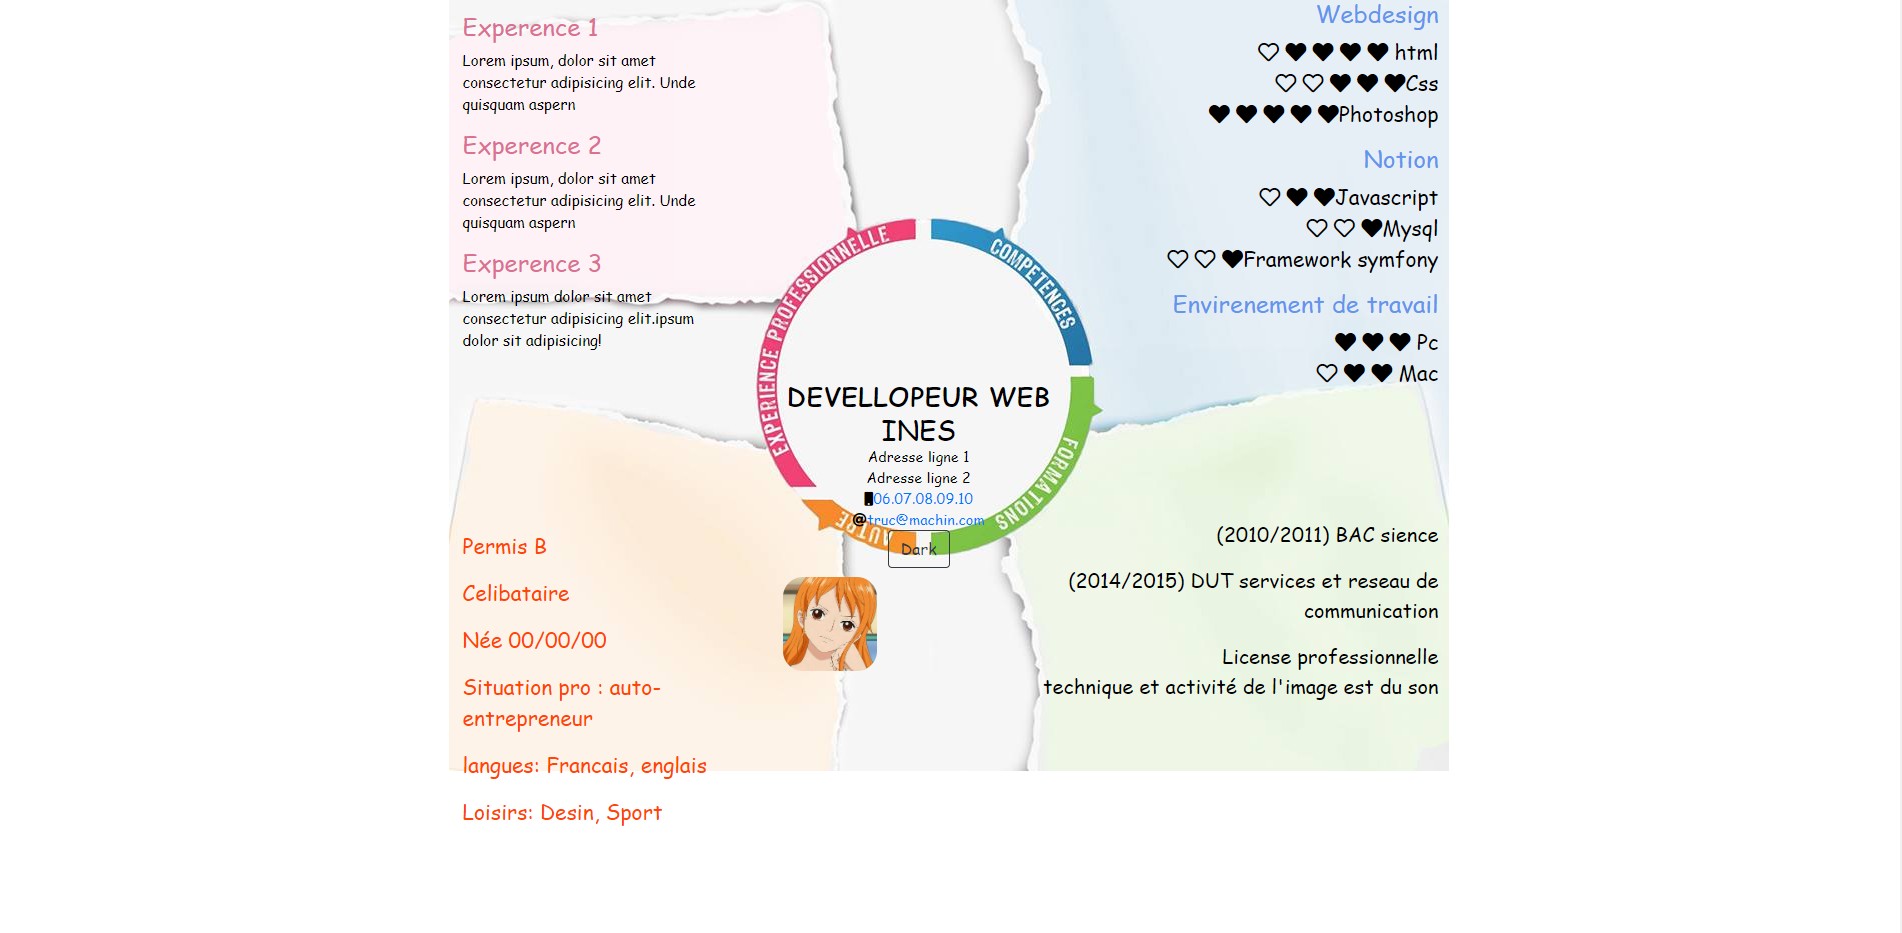 Experence 1
Lorem ipsum, dolor sit amet
consectetur adipisicing elit. Unde
quisquam aspern
Experence 2
Lorem ipsum, dolor sit amet
consectetur adipisicing elit. Unde
quisquam aspern
Experence 3
Lorem ipsum dolor sit amet
consectetur adipisicing elit.ipsum
dolor sit adipisicing!
Webdesign
html
Css
Photoshop
Notion
Javascript
Mysql
Framework symfony
Envirenement de travail
Pc
Mac
EXPERIENCE PROFESSIONNELLE
COMPETENCES
FORMATIONS
AUTRE
DEVELLOPEUR WEB
INES
Adresse ligne 1
Adresse ligne 2
06.07.08.09.10
@truc@machin.com
Dark
Permis B
Celibataire
Née 00/00/00
Situation pro : auto-
entrepreneur
langues: Francais, englais
Loisirs: Desin, Sport
(2010/2011) BAC sience
(2014/2015) DUT services et reseau de
communication
License professionnelle
technique et activité de l'image est du son